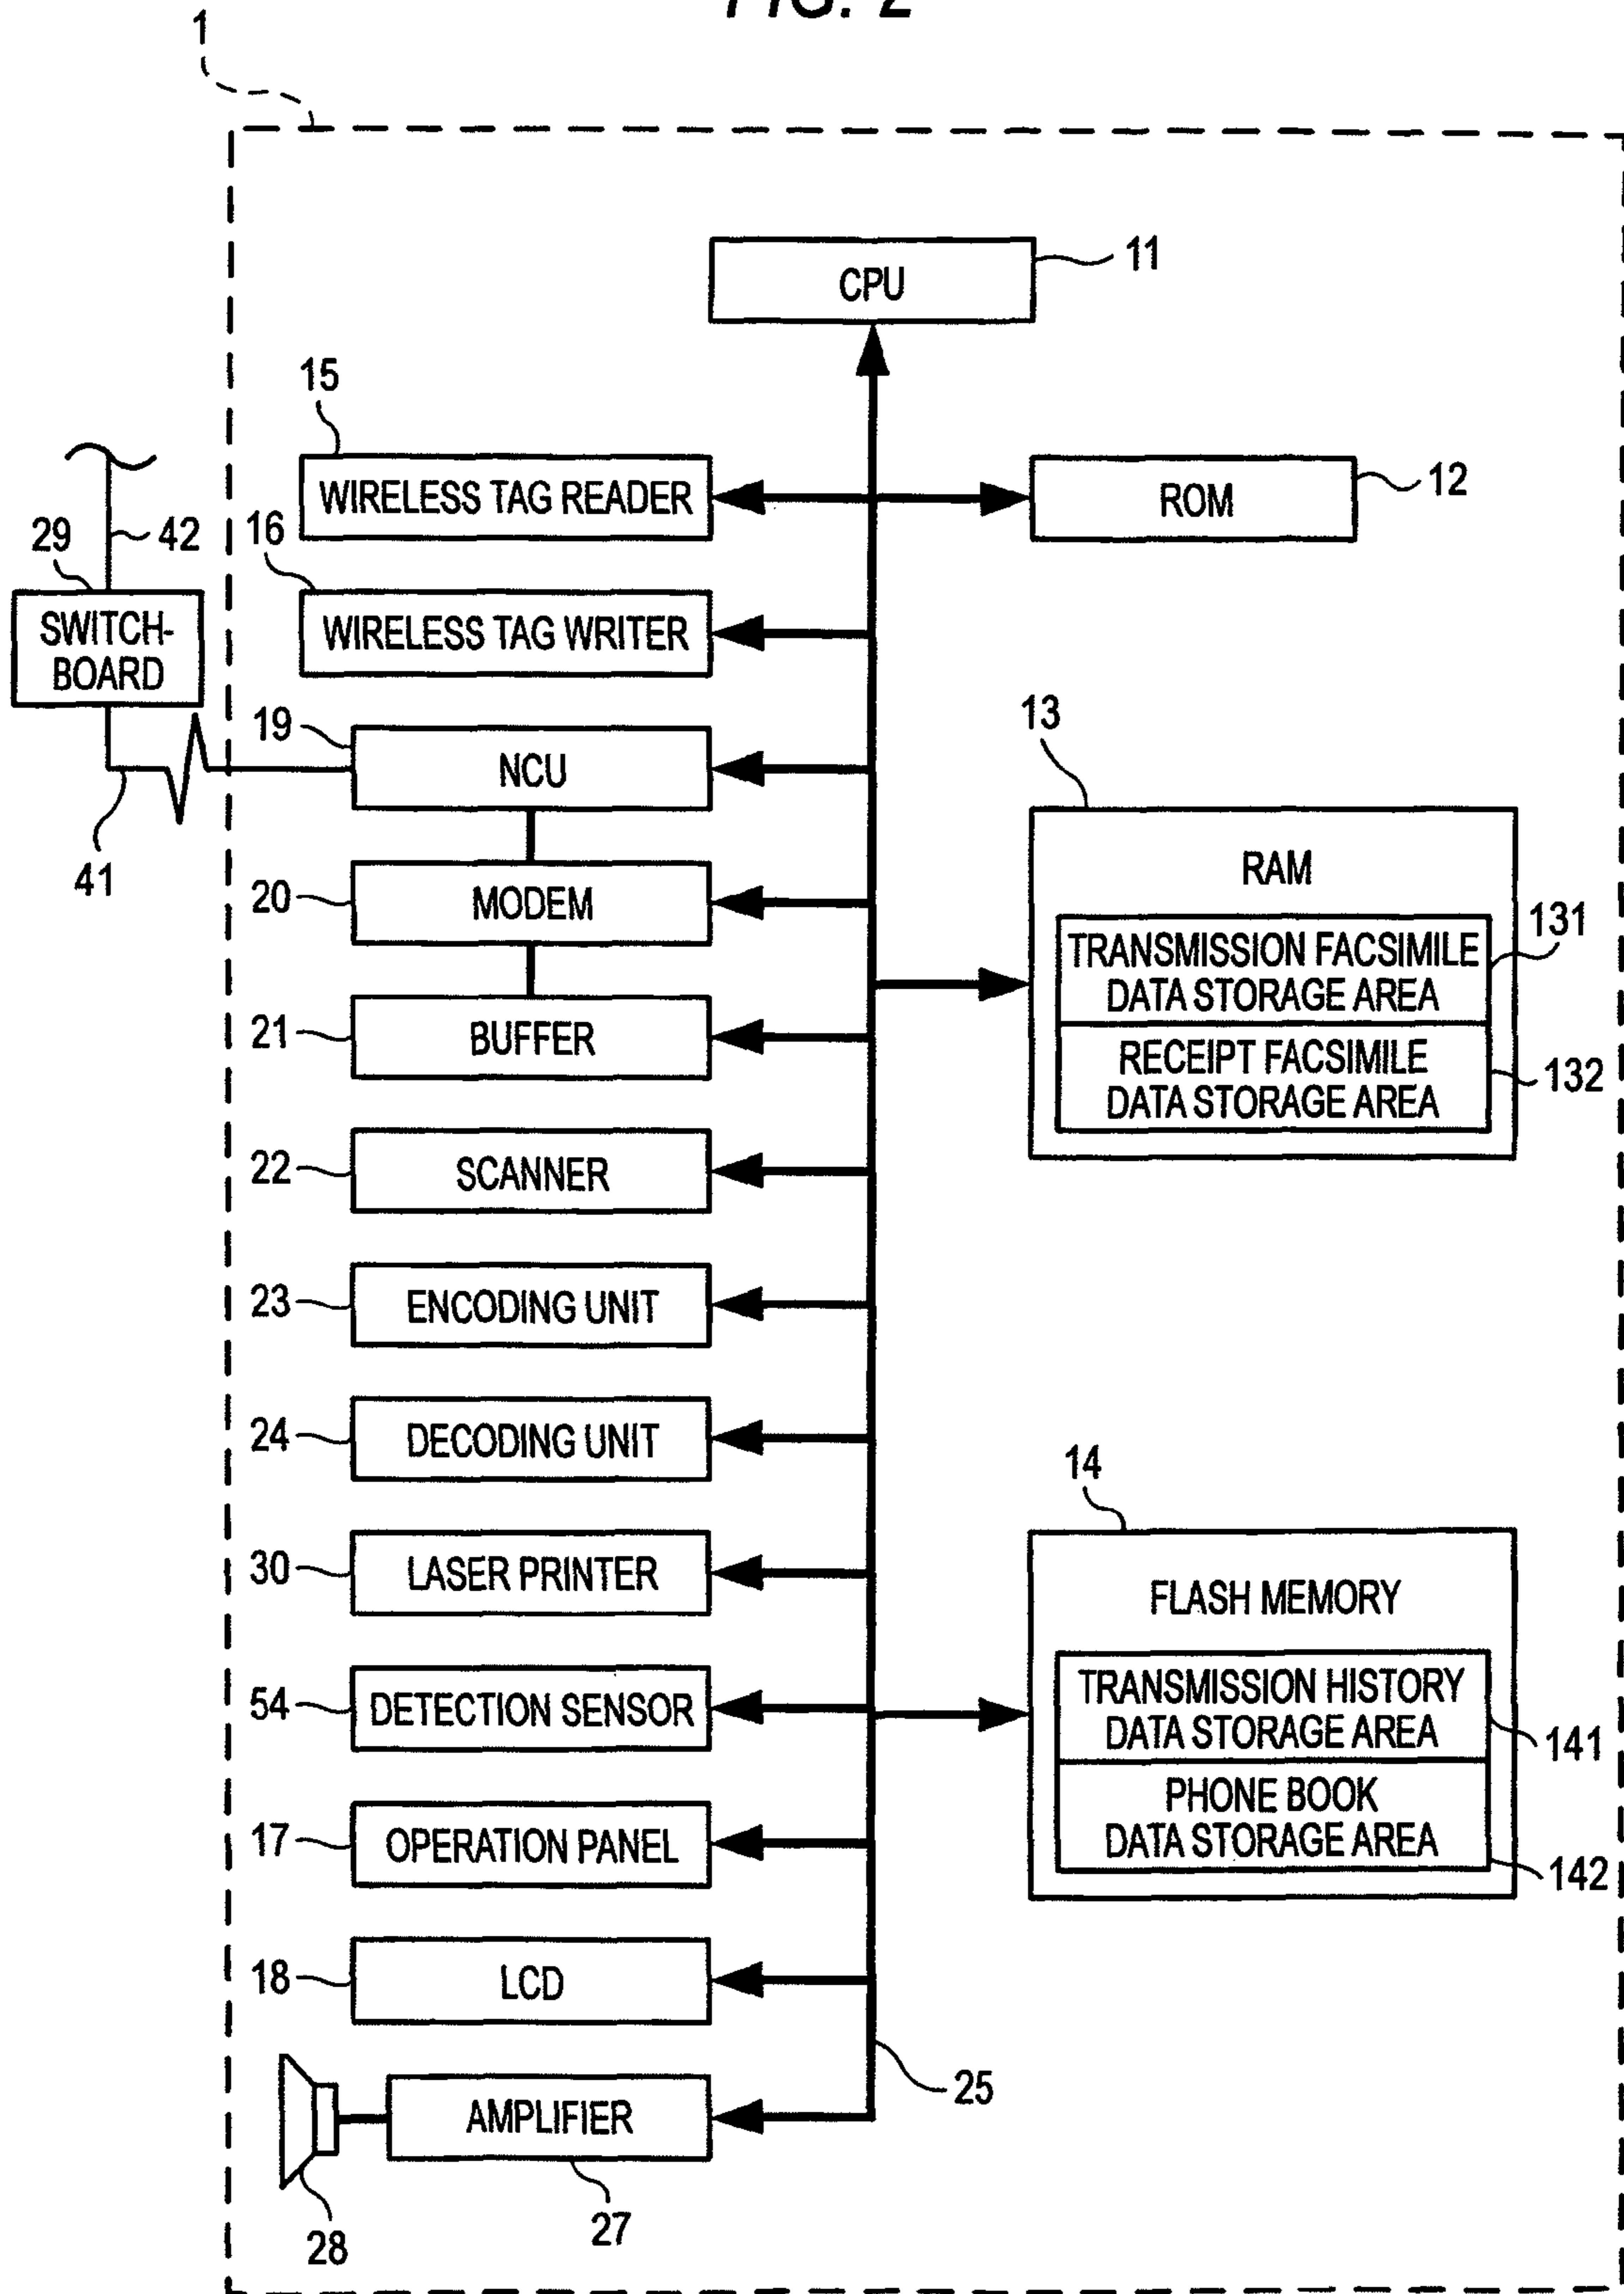 FIG. 2
1
CPU
11
15
WIRELESS TAG READER
ROM
12
42
29
SWITCH-
BOARD
16
WIRELESS TAG WRITER
19
NCU
41
13
RAM
20
MODEM
TRANSMISSION FACSIMILE
DATA STORAGE AREA
131
21
BUFFER
RECEIPT FACSIMILE
DATA STORAGE AREA
132
22
SCANNER
23
ENCODING UNIT
24
DECODING UNIT
14
30
LASER PRINTER
FLASH MEMORY
54
DETECTION SENSOR
TRANSMISSION HISTORY
DATA STORAGE AREA
141
17
OPERATION PANEL
PHONE BOOK
DATA STORAGE AREA
142
18
LCD
25
AMPLIFIER
27
28